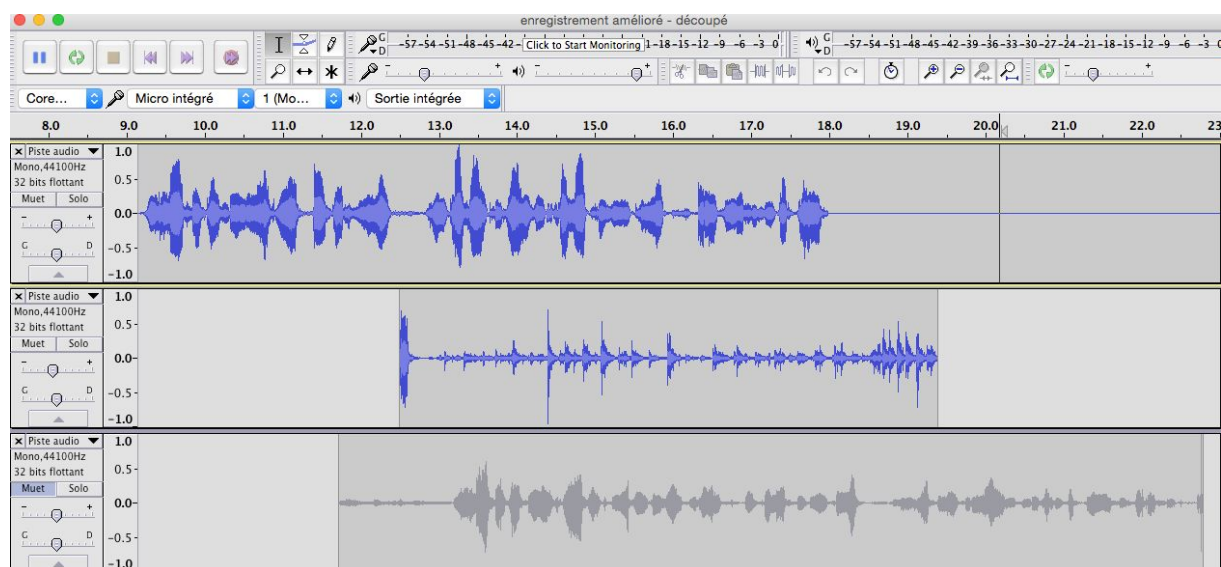 enregistrement amélioré - découpé
G D -57 -54 -51 -48 -45 -42 - Click to Start Monitoring 1 -18 -15 -12 -9 -6 -3 0 G D -57 -54 -51 -48 -45 -42 -39 -36 -33 -30 -27 -24 -21 -18 -15 -12 -9 -6 -3 0
Core... Micro intégré 1 (Mo... Sortie intégrée
8.0 9.0 10.0 11.0 12.0 13.0 14.0 15.0 16.0 17.0 18.0 19.0 20.0 21.0 22.0 23
Piste audio 1.0
Mono,44100Hz
32 bits flottant 0.5
Muet Solo
- + 0.0
G D -0.5
-1.0
Piste audio 1.0
Mono,44100Hz
32 bits flottant 0.5
Muet Solo
- + 0.0
G D -0.5
-1.0
Piste audio 1.0
Mono,44100Hz
32 bits flottant 0.5
Muet Solo
- + 0.0
G D -0.5
-1.0